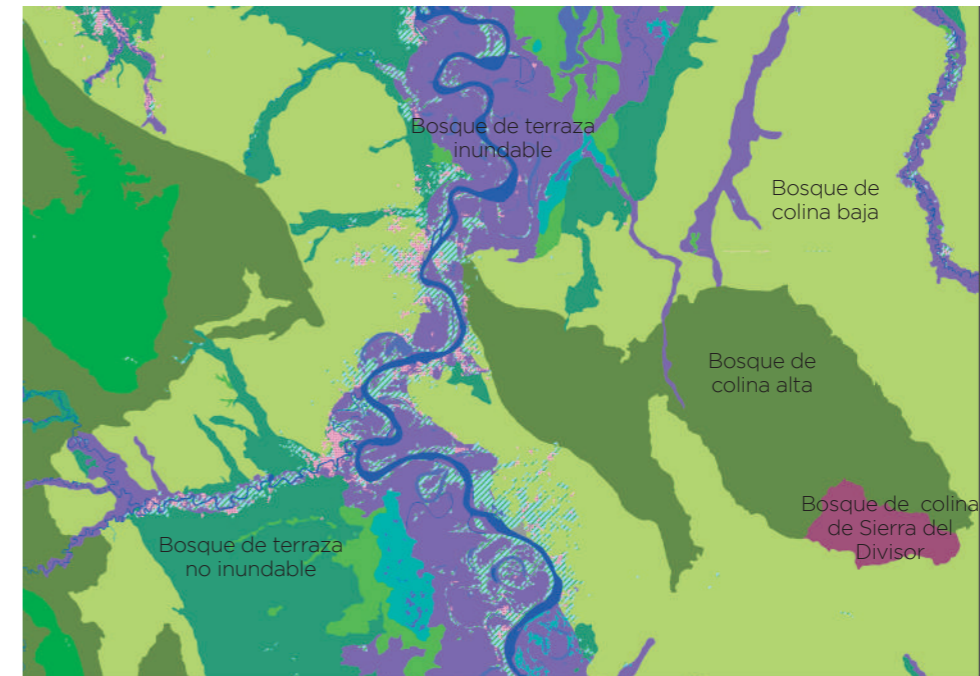 Bosque de terraza
inundable
Bosque de
colina baja
Bosque de
colina alta
Bosque de colina
de Sierra del
Divisor
Bosque de terraza
no inundable